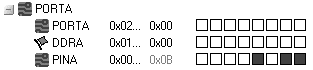 PORTA
PORTA 0x02... 0x00
DDRA 0x01... 0x00
PINA 0x00... 0x0B